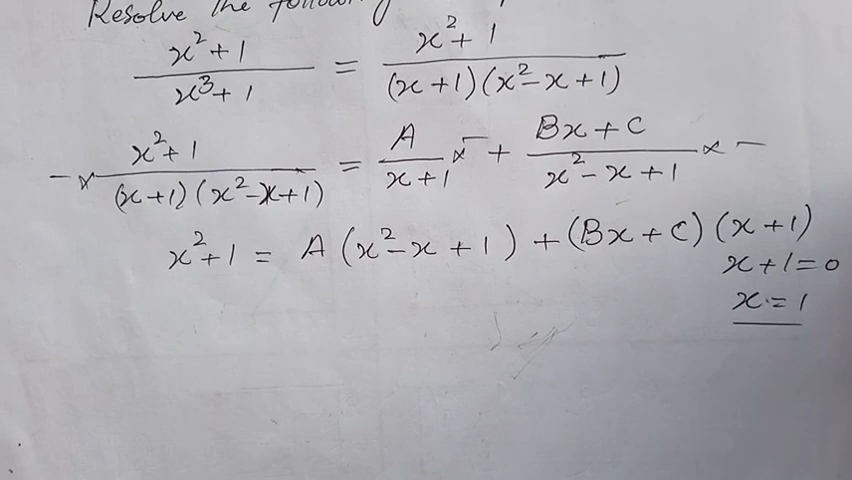 Resolve the following
x²+1 / x³+1 = x²+1 / (x+1)(x²-x+1)
-× x²+1 / (x+1)(x²-x+1) = A / x+1 ×- + Bx+C / x²-x+1 ×-
x²+1 = A(x²-x+1)+(Bx+C)(x+1)
x+1=0
x=1